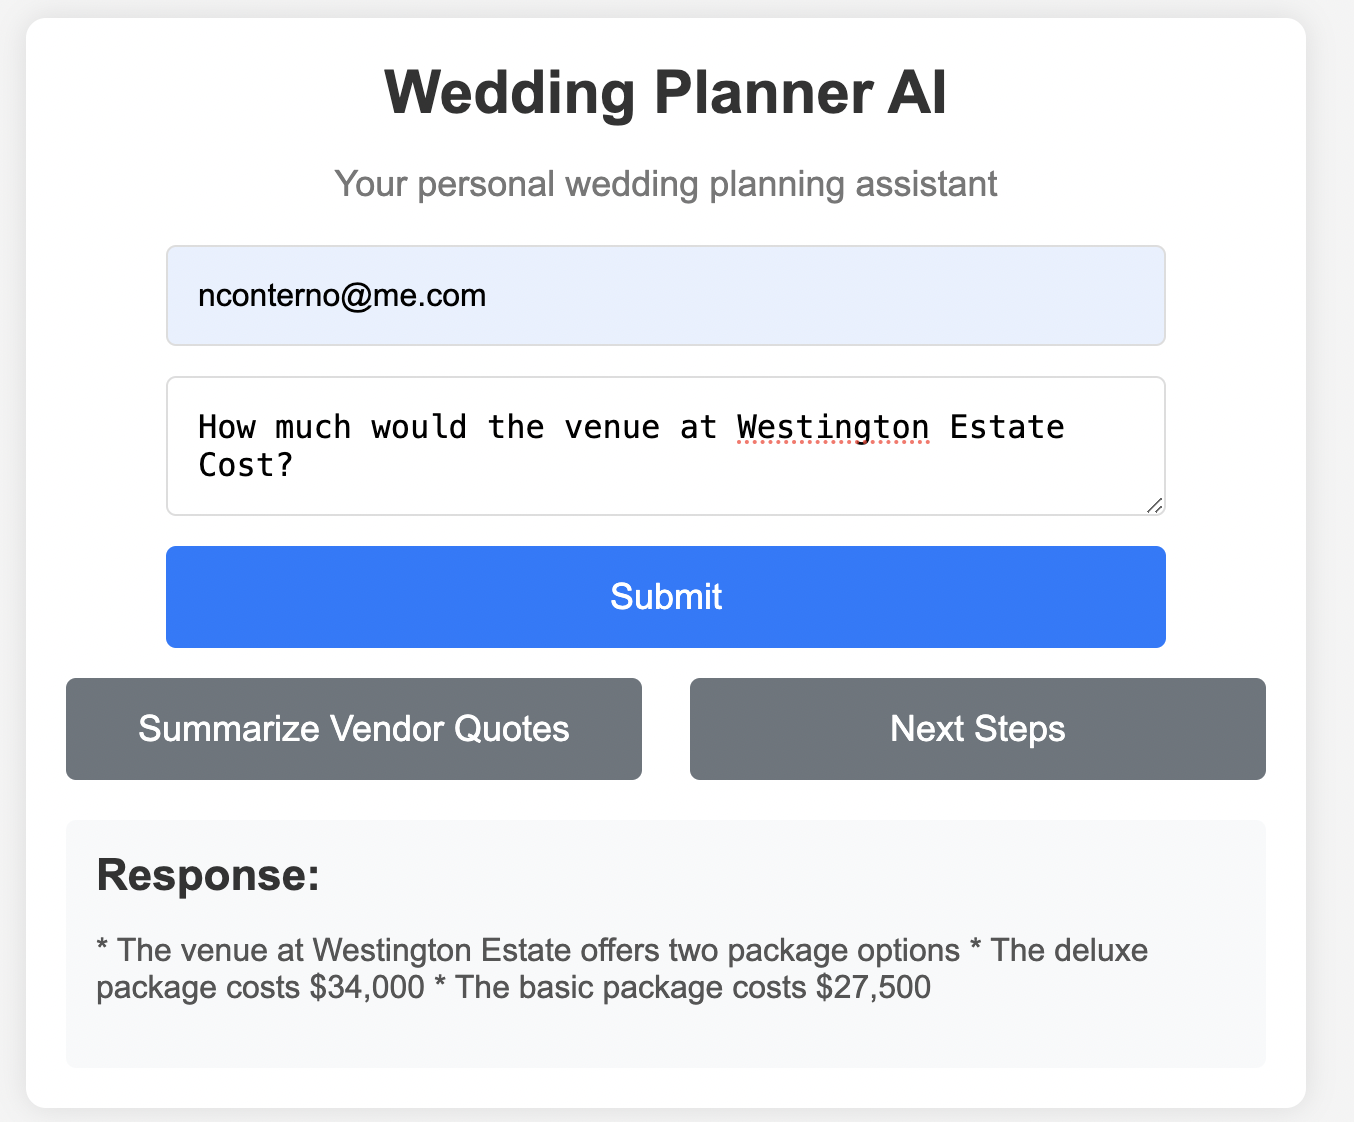 Wedding Planner AI
Your personal wedding planning assistant
nconterno@me.com
How much would the venue at Westington Estate
Cost?
Submit
Summarize Vendor Quotes
Next Steps
Response:
* The venue at Westington Estate offers two package options * The deluxe
package costs $34,000 * The basic package costs $27,500